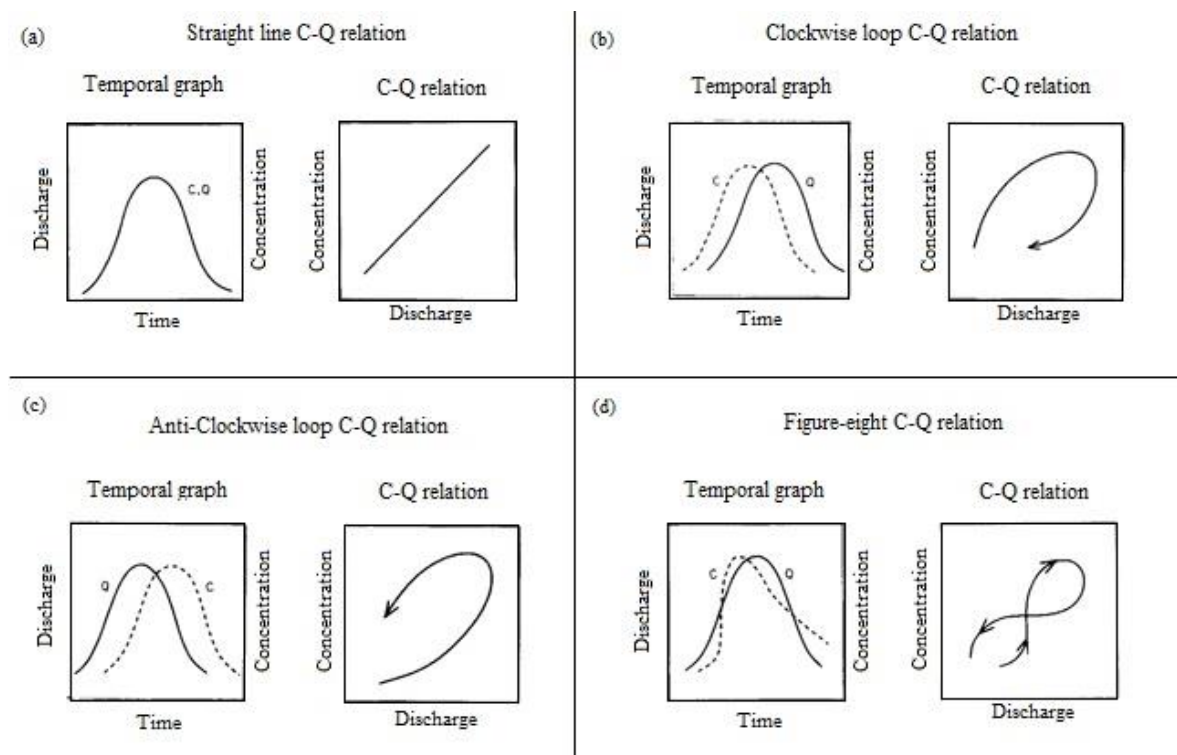 (a)
Straight line C-Q relation
Temporal graph
C-Q relation
Discharge
C,Q
Concentration
Concentration
Time
Discharge
(b)
Clockwise loop C-Q relation
Temporal graph
C-Q relation
Discharge
C
Q
Concentration
Concentration
Time
Discharge
(c)
Anti-Clockwise loop C-Q relation
Temporal graph
C-Q relation
Discharge
Q
C
Concentration
Concentration
Time
Discharge
(d)
Figure-eight C-Q relation
Temporal graph
C-Q relation
Discharge
C
Q
Concentration
Concentration
Time
Discharge